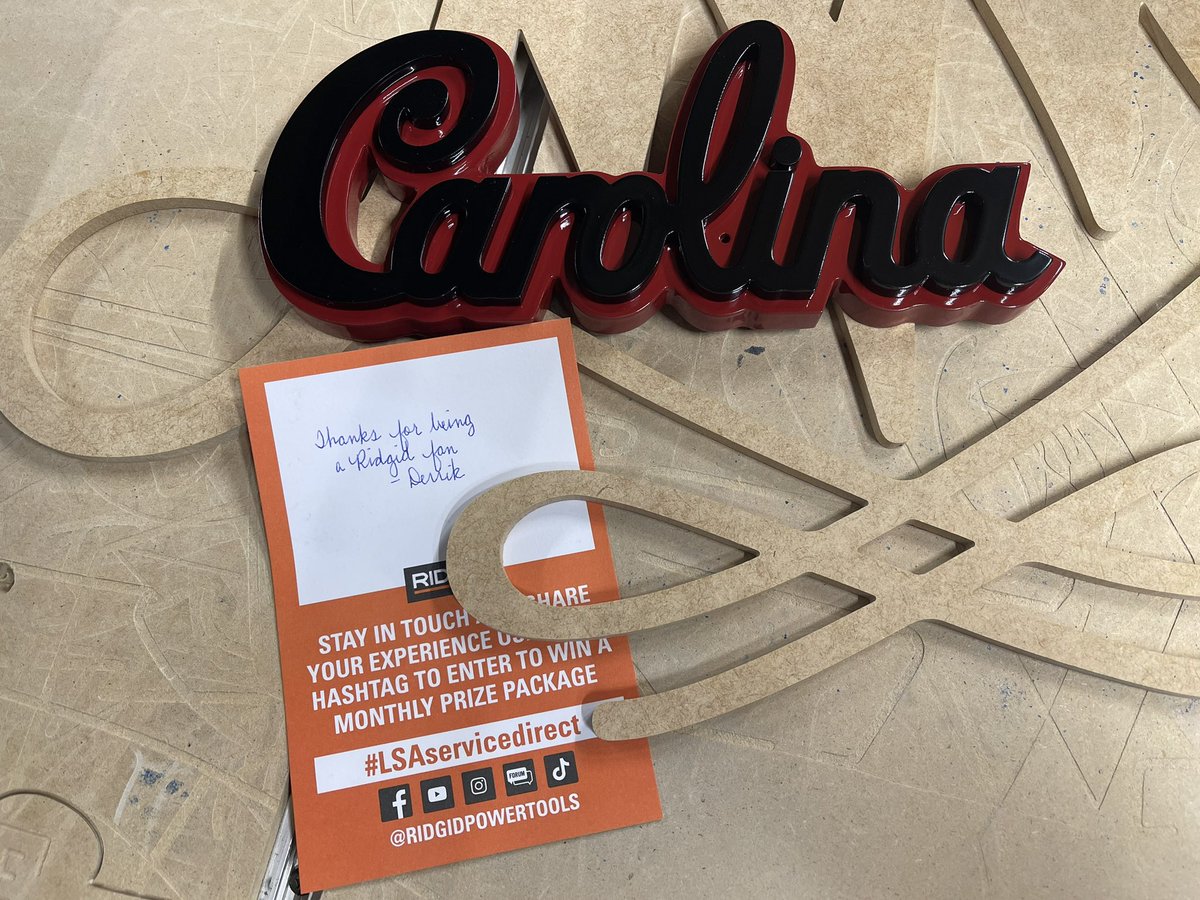 Carolina
Thanks for being
a Ridgid fan
- Derrik
RID
STAY IN TOUCH SHARE
YOUR EXPERIENCE
HASHTAG TO ENTER TO WIN A
MONTHLY PRIZE PACKAGE
#LSAservicedirect
FORUM
@RIDGIDPOWERTOOLS